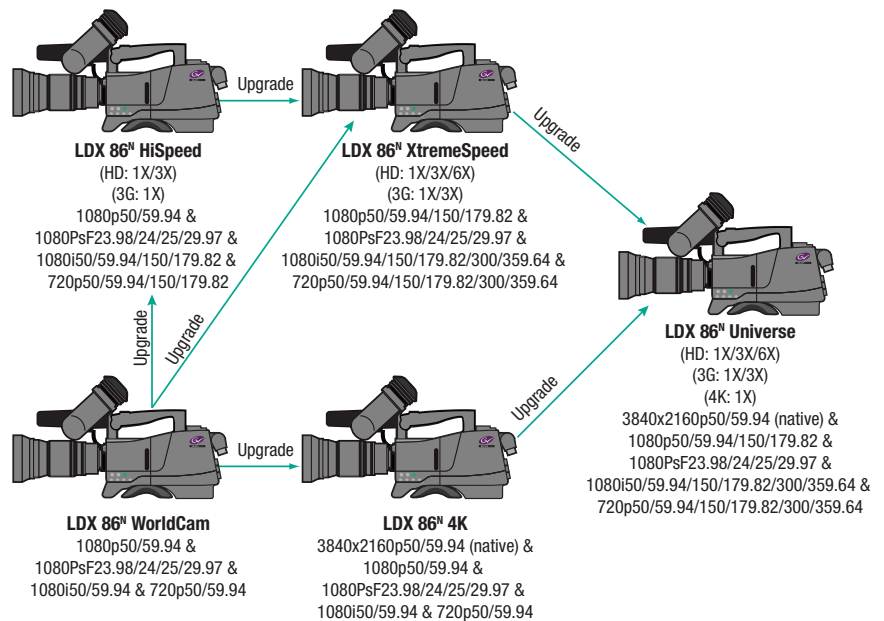 Upgrade
LDX 86ᴺ HiSpeed
(HD: 1X/3X)
(3G: 1X)
1080p50/59.94 &
1080PsF23.98/24/25/29.97 &
1080i50/59.94/150/179.82 &
720p50/59.94/150/179.82
LDX 86ᴺ XtremeSpeed
(HD: 1X/3X/6X)
(3G: 1X/3X)
1080p50/59.94/150/179.82 &
1080PsF23.98/24/25/29.97 &
1080i50/59.94/150/179.82/300/359.64 &
720p50/59.94/150/179.82/300/359.64
Upgrade
Upgrade
Upgrade
Upgrade
LDX 86ᴺ WorldCam
1080p50/59.94 &
1080PsF23.98/24/25/29.97 &
1080i50/59.94 & 720p50/59.94
Upgrade
LDX 86ᴺ 4K
3840x2160p50/59.94 (native) &
1080p50/59.94 &
1080PsF23.98/24/25/29.97 &
1080i50/59.94 & 720p50/59.94
LDX 86ᴺ Universe
(HD: 1X/3X/6X)
(3G: 1X/3X)
(4K: 1X)
3840x2160p50/59.94 (native) &
1080p50/59.94/150/179.82 &
1080PsF23.98/24/25/29.97 &
1080i50/59.94/150/179.82/300/359.64 &
720p50/59.94/150/179.82/300/359.64